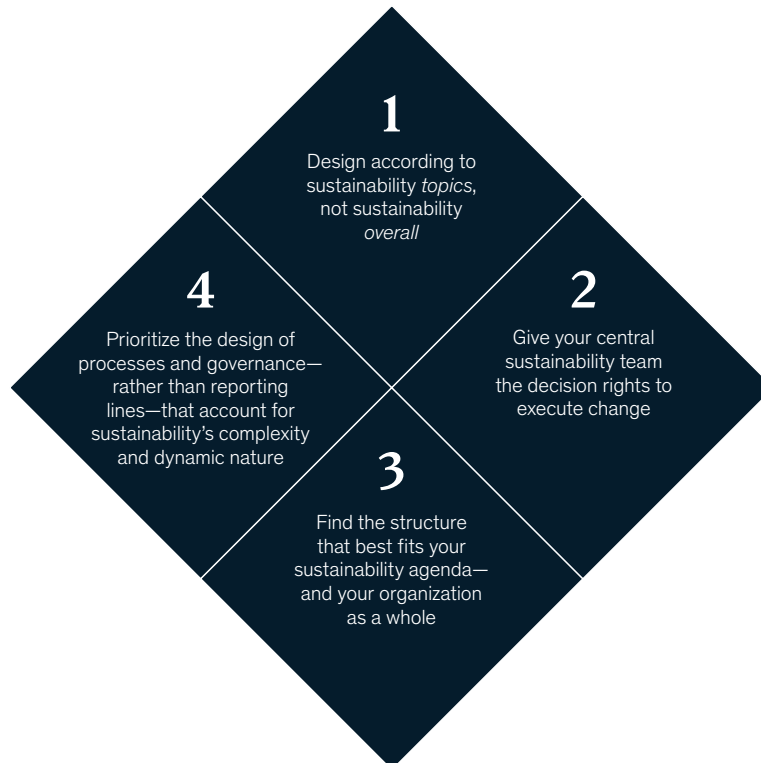 1
Design according to
sustainability topics,
not sustainability
overall
2
Give your central
sustainability team
the decision rights to
execute change
3
Find the structure
that best fits your
sustainability agenda—
and your organization
as a whole
4
Prioritize the design of
processes and governance—
rather than reporting
lines—that account for
sustainability’s complexity
and dynamic nature